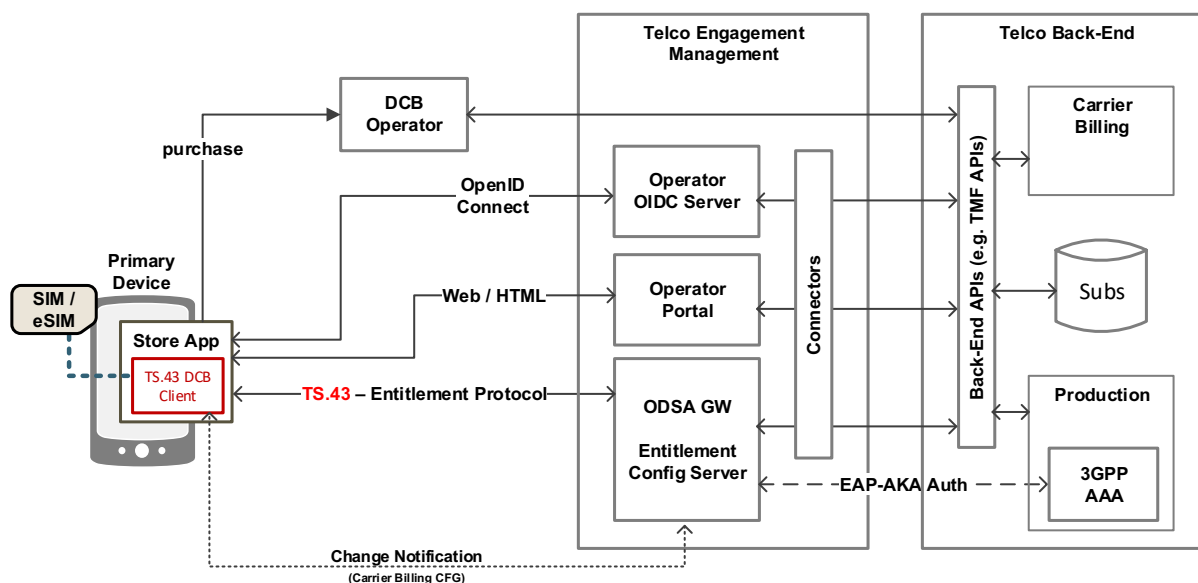 Telco Engagement
Management
Telco Back-End
DCB
Operator
Carrier
Billing
purchase
OpenID
Connect
Operator
OIDC Server
Back-End APIs (e.g. TMF APIs)
Connectors
Primary
Device
SIM /
eSIM
Web / HTML
Operator
Portal
Subs
Store App
TS.43 DCB
Client
TS.43 – Entitlement Protocol
ODSA GW
Entitlement
Config Server
Production
3GPP
AAA
EAP-AKA Auth
Change Notification
(Carrier Billing CFG)